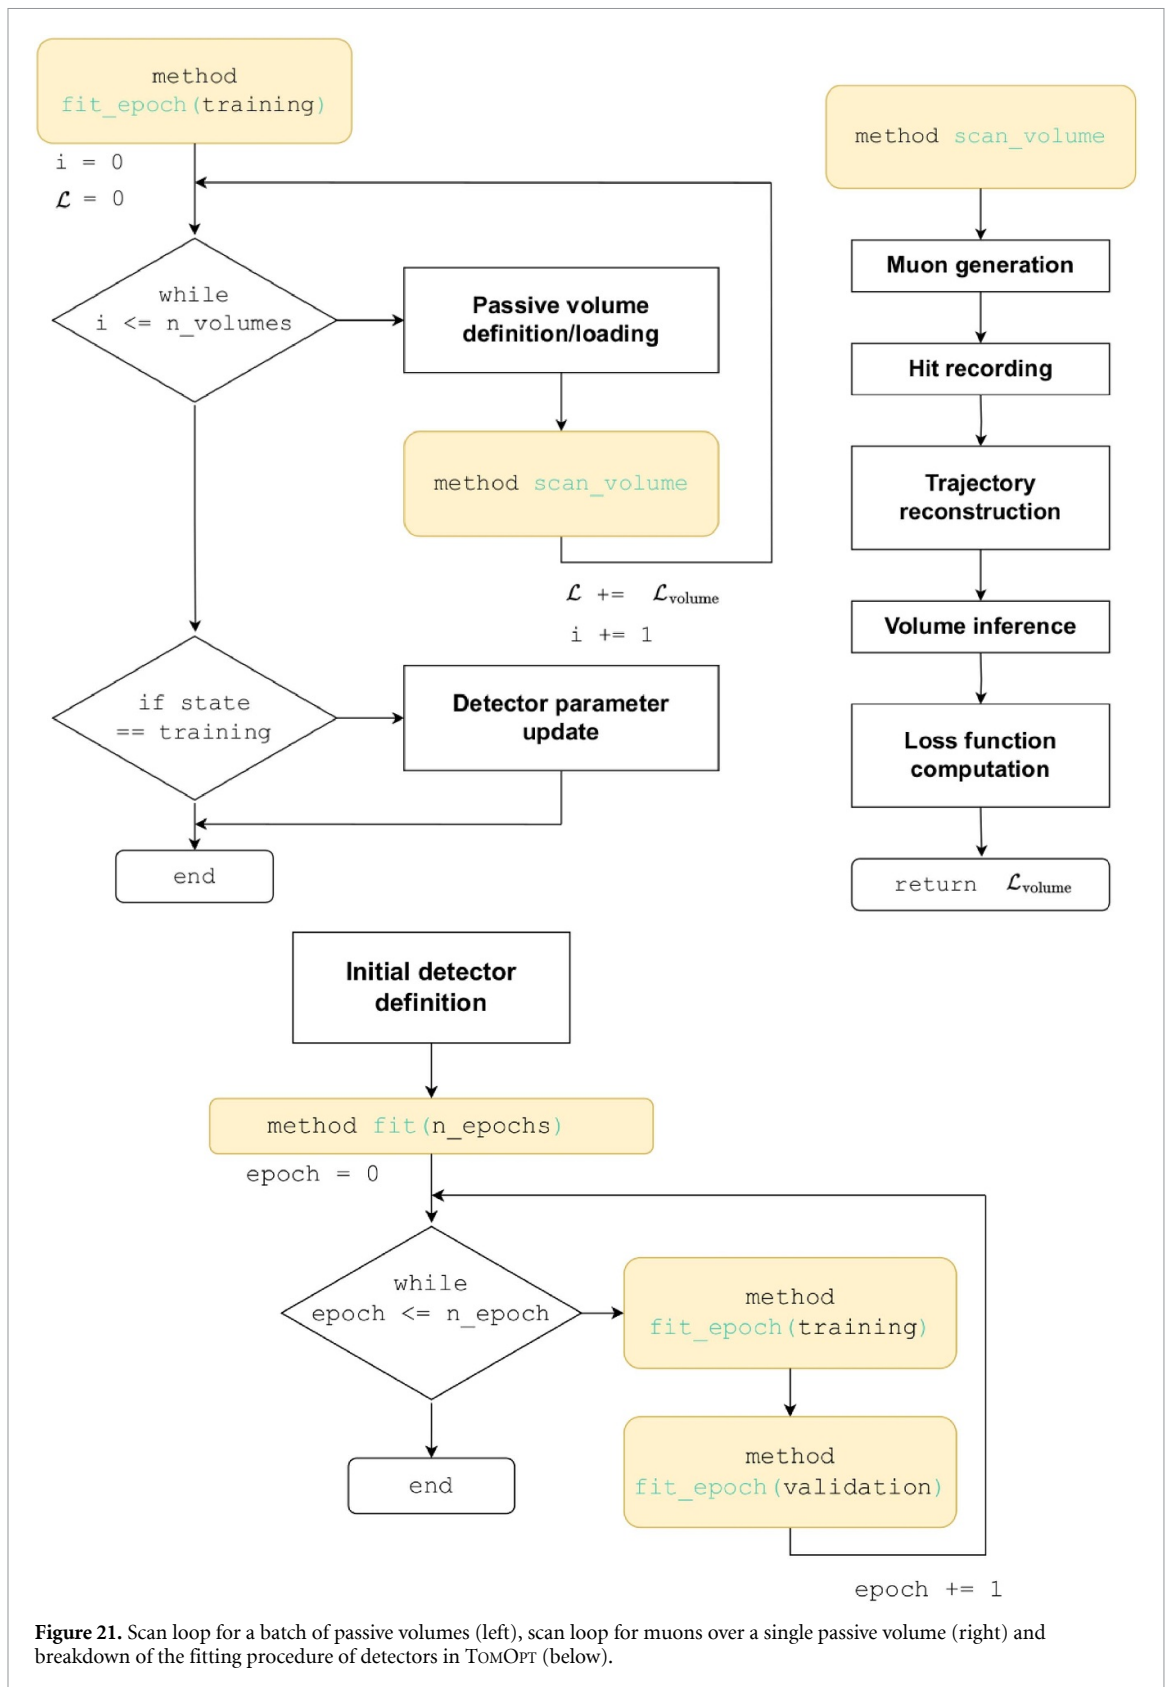 method
fit_epoch(training)
i = 0
ℒ = 0
while
i <= n_volumes
Passive volume
definition/loading
method scan_volume
ℒ += ℒvolume
i += 1
if state
== training
Detector parameter
update
end
method scan_volume
Muon generation
Hit recording
Trajectory
reconstruction
Volume inference
Loss function
computation
return ℒvolume
Initial detector
definition
method fit(n_epochs)
epoch = 0
while
epoch <= n_epoch
method
fit_epoch(training)
method
fit_epoch(validation)
end
epoch += 1
Figure 21. Scan loop for a batch of passive volumes (left), scan loop for muons over a single passive volume (right) and
breakdown of the fitting procedure of detectors in TOMOPT (below).